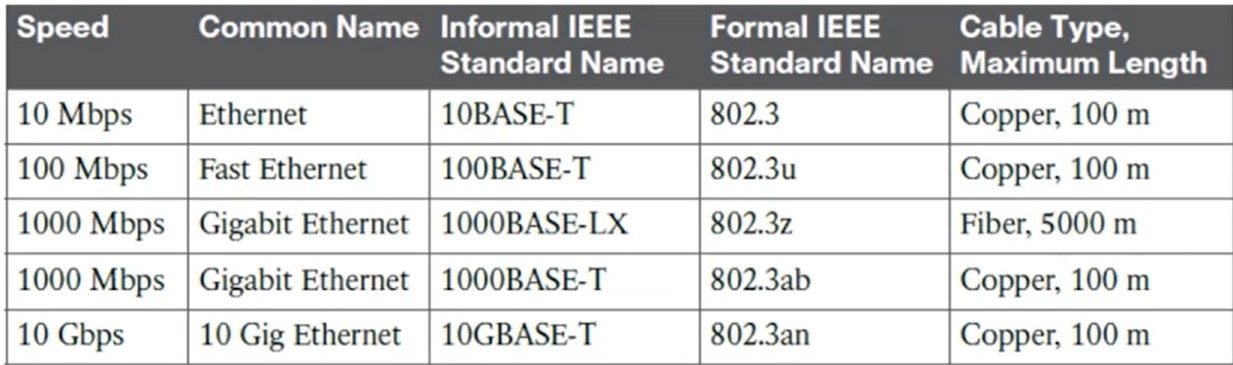 Speed Common Name Informal IEEE Standard Name Formal IEEE Standard Name Cable Type, Maximum Length
10 Mbps Ethernet 10BASE-T 802.3 Copper, 100 m
100 Mbps Fast Ethernet 100BASE-T 802.3u Copper, 100 m
1000 Mbps Gigabit Ethernet 1000BASE-LX 802.3z Fiber, 5000 m
1000 Mbps Gigabit Ethernet 1000BASE-T 802.3ab Copper, 100 m
10 Gbps 10 Gig Ethernet 10GBASE-T 802.3an Copper, 100 m